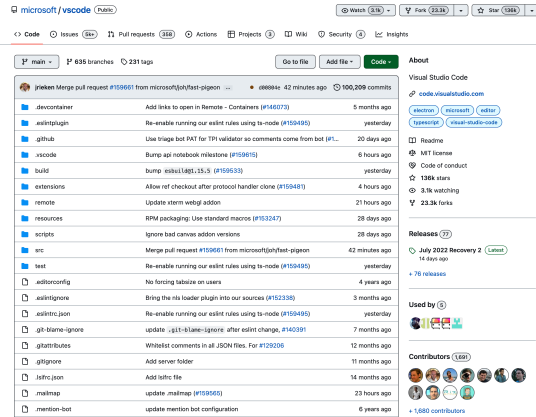 microsoft / vscode Public
Watch 3.1k Fork 23.3k Star 136k
Code Issues 5k+ Pull requests 358 Actions Projects 3 Wiki Security 4 Insights
main 635 branches 231 tags Go to file Add file Code
jrieken Merge pull request #159661 from microsoft/joh/fast-pigeon ... 42 minutes ago 100,209 commits
.devcontainer Add links to open in Remote - Containers (#146073) 5 months ago
.eslintplugin Re-enable running our eslint rules using ts-node (#159495) yesterday
.github Use triage bot PAT for TPI validator so comments come from bot (#1... 20 days ago
.vscode Bump api notebook milestone (#159615) 6 hours ago
build bump esbuild@1.15.5 (#159533) yesterday
extensions Allow ref checkout after protocol handler clone (#159481) 4 hours ago
remote Update xterm webgl addon 21 hours ago
resources RPM packaging: Use standard macros (#153247) 28 days ago
scripts Ignore bad canvas addon versions 28 days ago
src Merge pull request #159661 from microsoft/joh/fast-pigeon 42 minutes ago
test Re-enable running our eslint rules using ts-node (#159495) yesterday
.editorconfig No forcing tabsize on users 4 years ago
.eslintignore Bring the nls loader plugin into our sources (#152338) 3 months ago
.eslintrc.json Re-enable running our eslint rules using ts-node (#159495) yesterday
.git-blame-ignore update .git-blame-ignore after eslint change, #140391 7 months ago
.gitattributes Whitelist comments in all JSON files. For #129206 12 months ago
.gitignore Add server folder 11 months ago
.lsifrc.json Add lsifrc file 14 months ago
.mailmap update .mailmap (#159565) 23 hours ago
.mention-bot update mention bot configuration 6 years ago
About
Visual Studio Code
code.visualstudio.com
electron microsoft editor
typescript visual-studio-code
Readme
MIT license
Code of conduct
136k stars
3.1k watching
23.3k forks
Releases 77
July 2022 Recovery 2 Latest
14 days ago
+ 76 releases
Used by 5
Contributors 1,691
+ 1,680 contributors